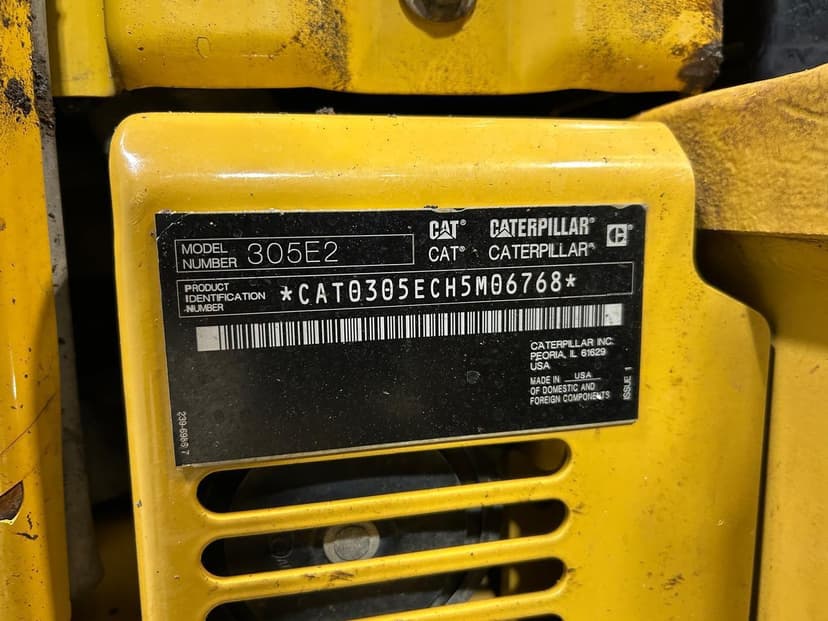 CAT® CATERPILLAR®
CAT® CATERPILLAR®
MODEL NUMBER 305E2
PRODUCT IDENTIFICATION NUMBER *CAT0305ECH5M06768*
CATERPILLAR INC.
PEORIA, IL 61629
USA
MADE IN USA
OF DOMESTIC AND
FOREIGN COMPONENTS
ISSUE 1